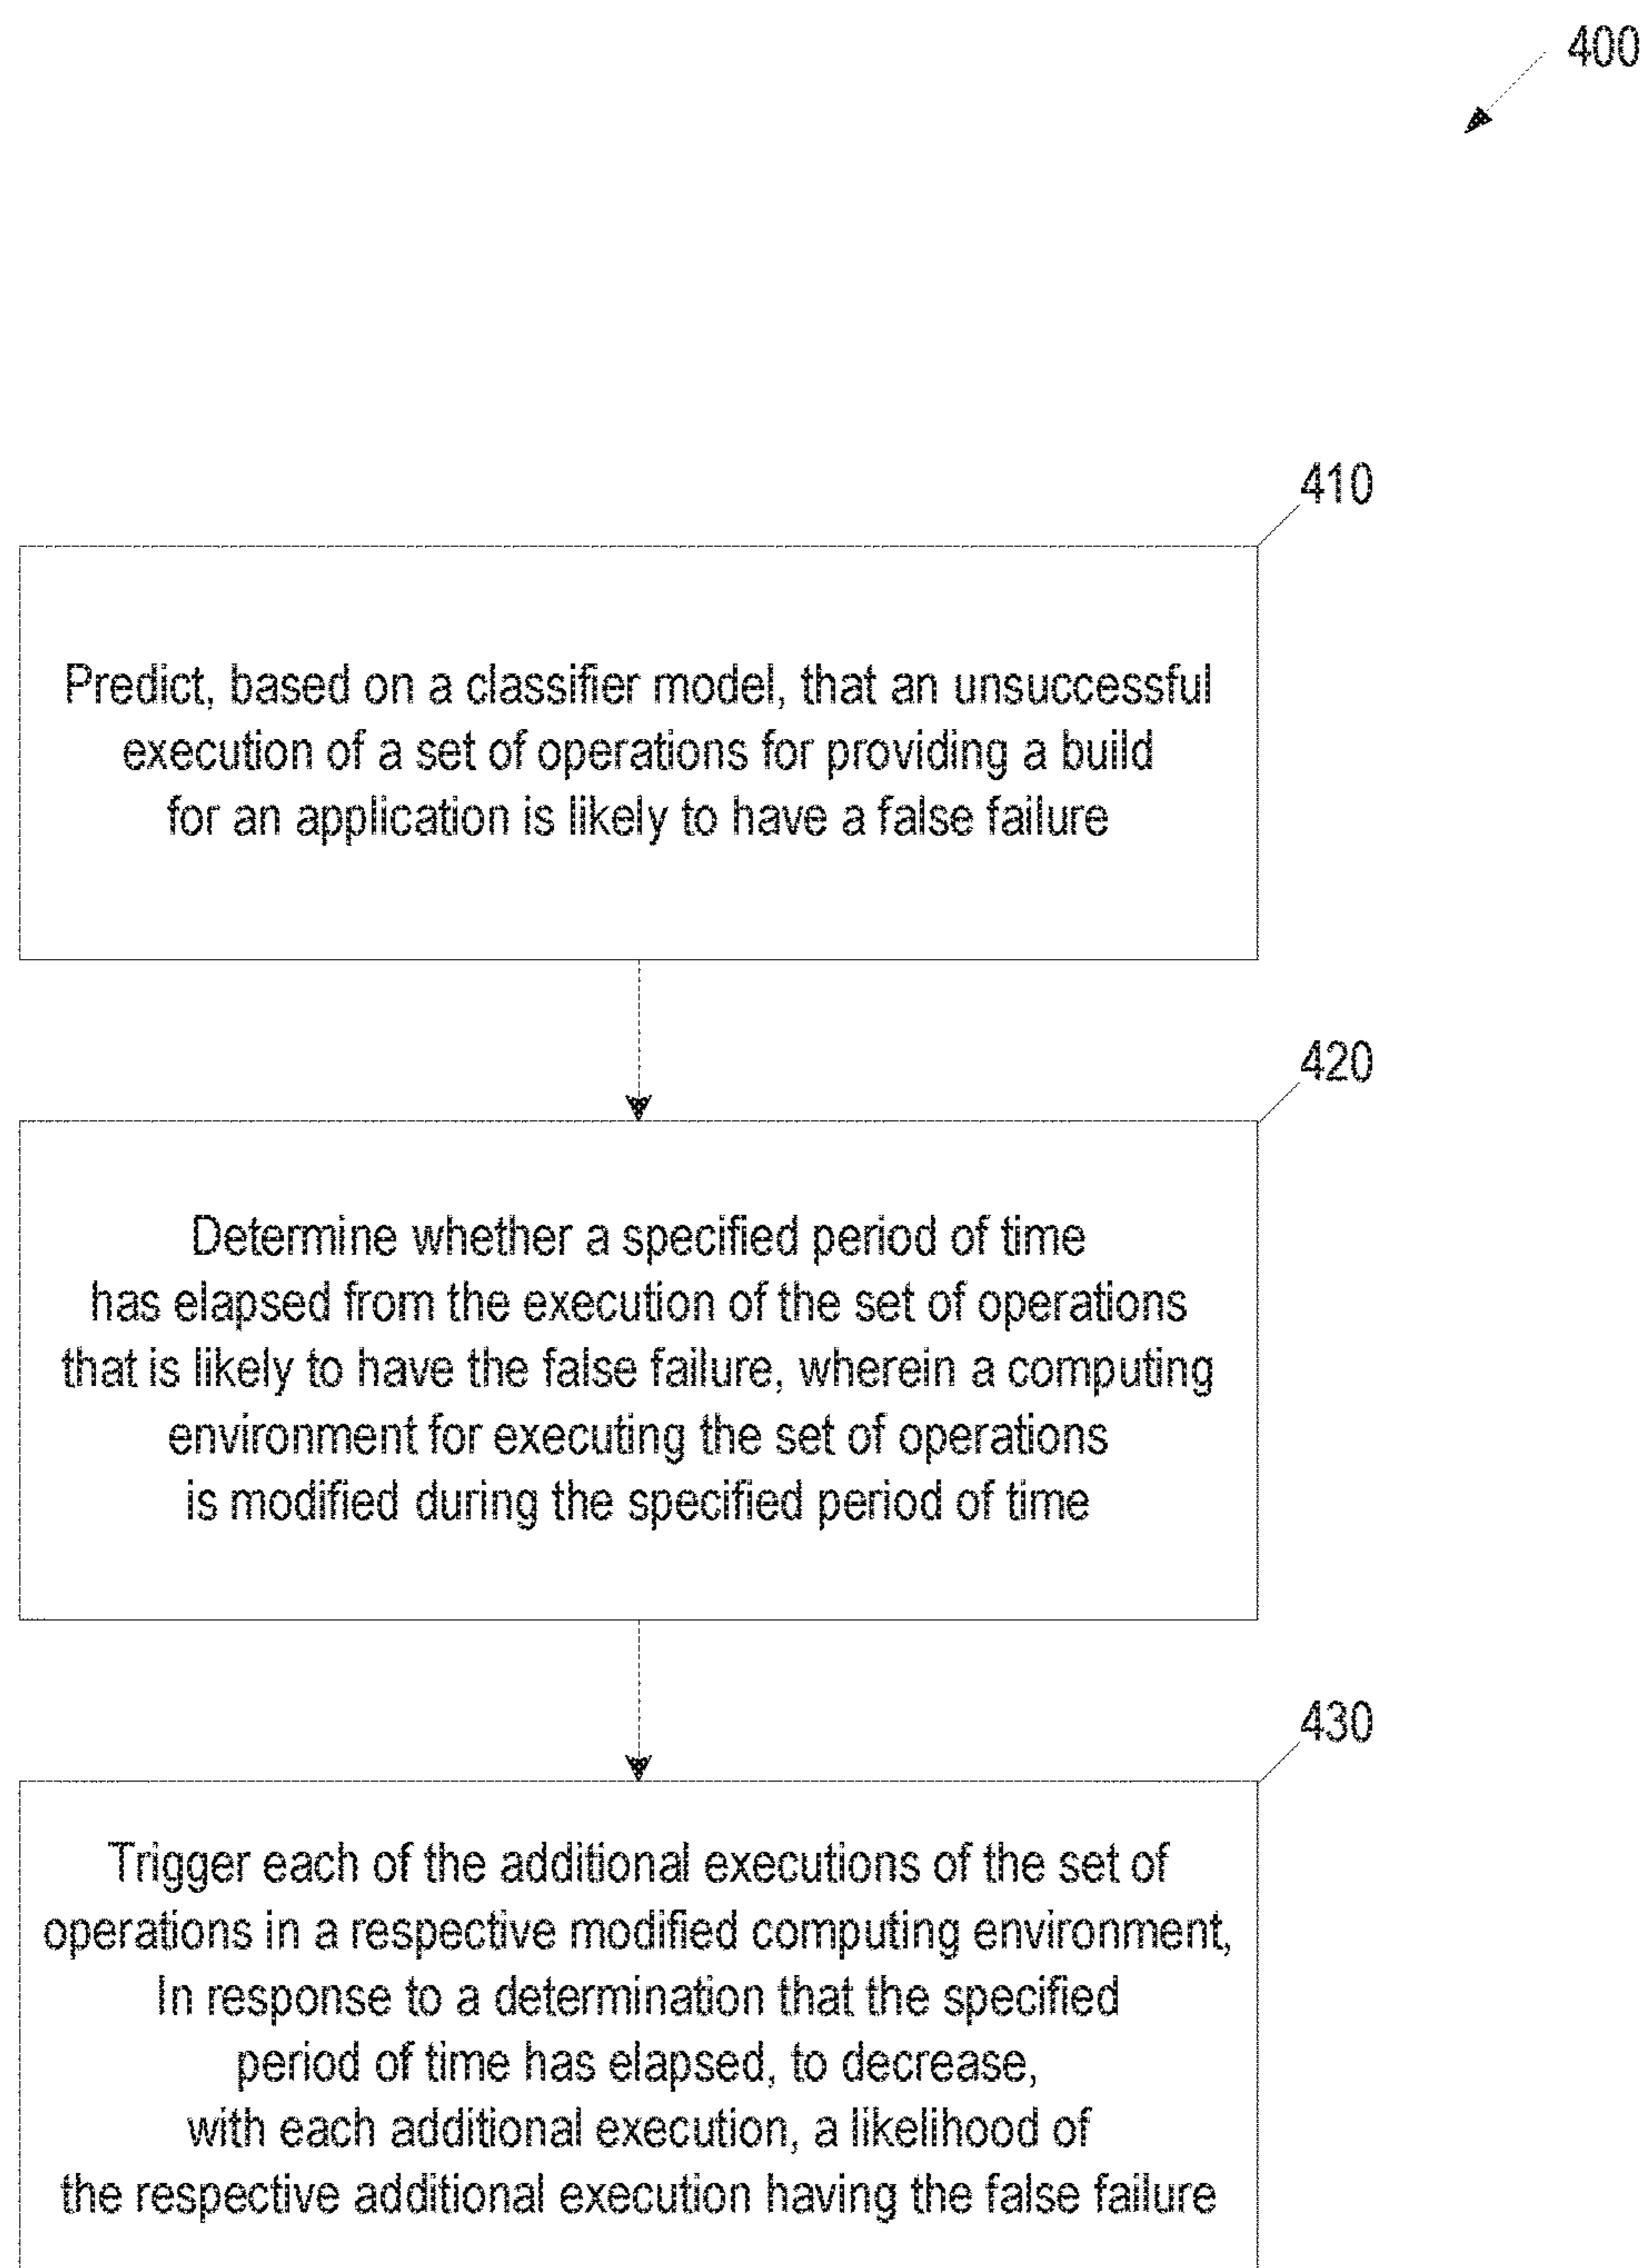 400
410
Predict, based on a classifier model, that an unsuccessful
execution of a set of operations for providing a build
for an application is likely to have a false failure
420
Determine whether a specified period of time
has elapsed from the execution of the set of operations
that is likely to have the false failure, wherein a computing
environment for executing the set of operations
is modified during the specified period of time
430
Trigger each of the additional executions of the set of
operations in a respective modified computing environment,
In response to a determination that the specified
period of time has elapsed, to decrease,
with each additional execution, a likelihood of
the respective additional execution having the false failure